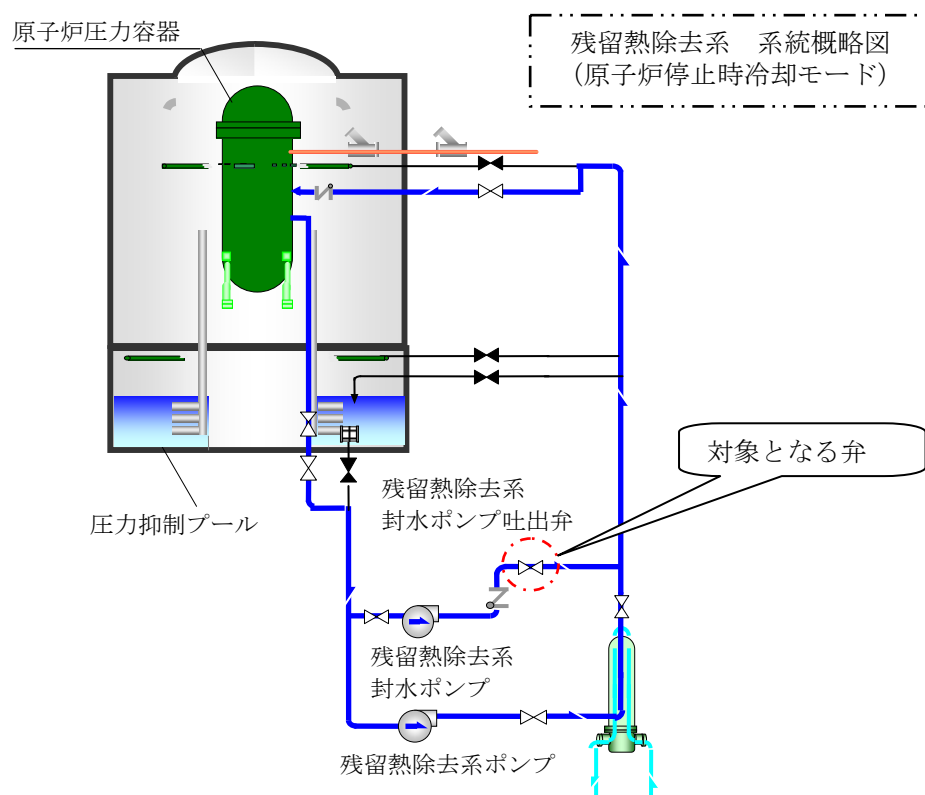 原子炉圧力容器
残留熱除去系　系統概略図
（原子炉停止時冷却モード）
対象となる弁
残留熱除去系
封水ポンプ吐出弁
圧力抑制プール
残留熱除去系
封水ポンプ
残留熱除去系ポンプ